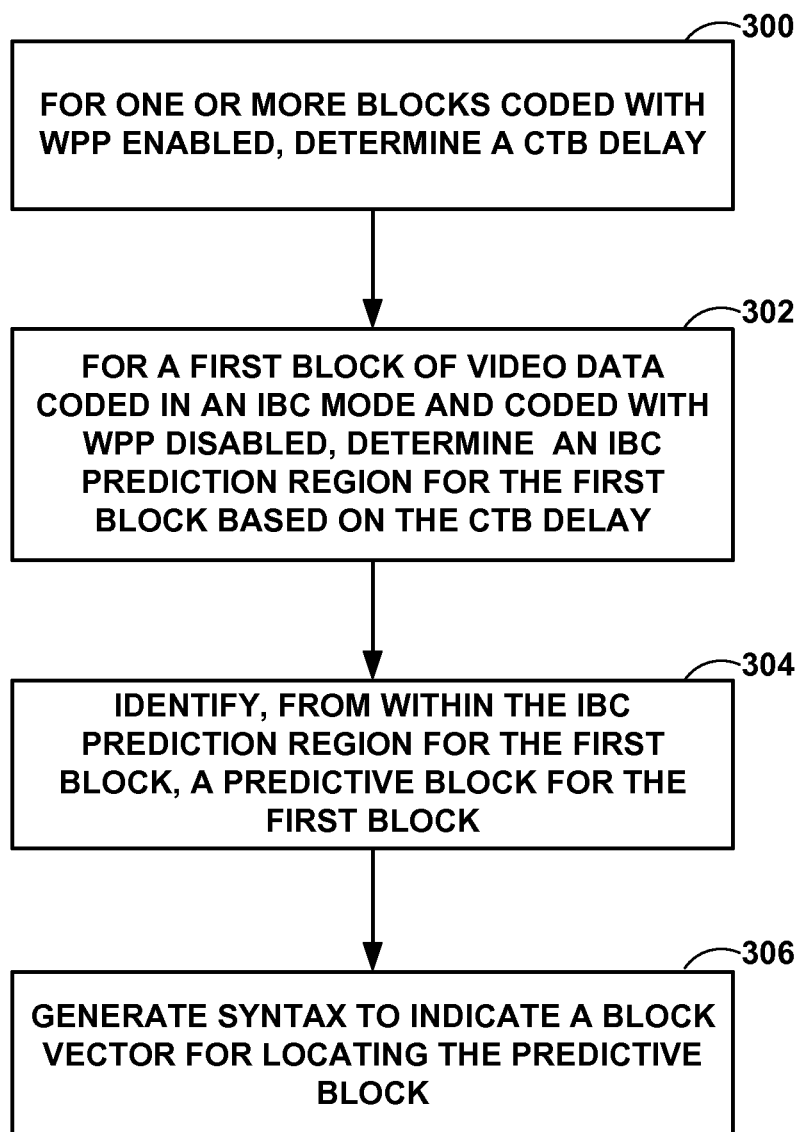 300
FOR ONE OR MORE BLOCKS CODED WITH
WPP ENABLED, DETERMINE A CTB DELAY
302
FOR A FIRST BLOCK OF VIDEO DATA
CODED IN AN IBC MODE AND CODED WITH
WPP DISABLED, DETERMINE AN IBC
PREDICTION REGION FOR THE FIRST
BLOCK BASED ON THE CTB DELAY
304
IDENTIFY, FROM WITHIN THE IBC
PREDICTION REGION FOR THE FIRST
BLOCK, A PREDICTIVE BLOCK FOR THE
FIRST BLOCK
306
GENERATE SYNTAX TO INDICATE A BLOCK
VECTOR FOR LOCATING THE PREDICTIVE
BLOCK